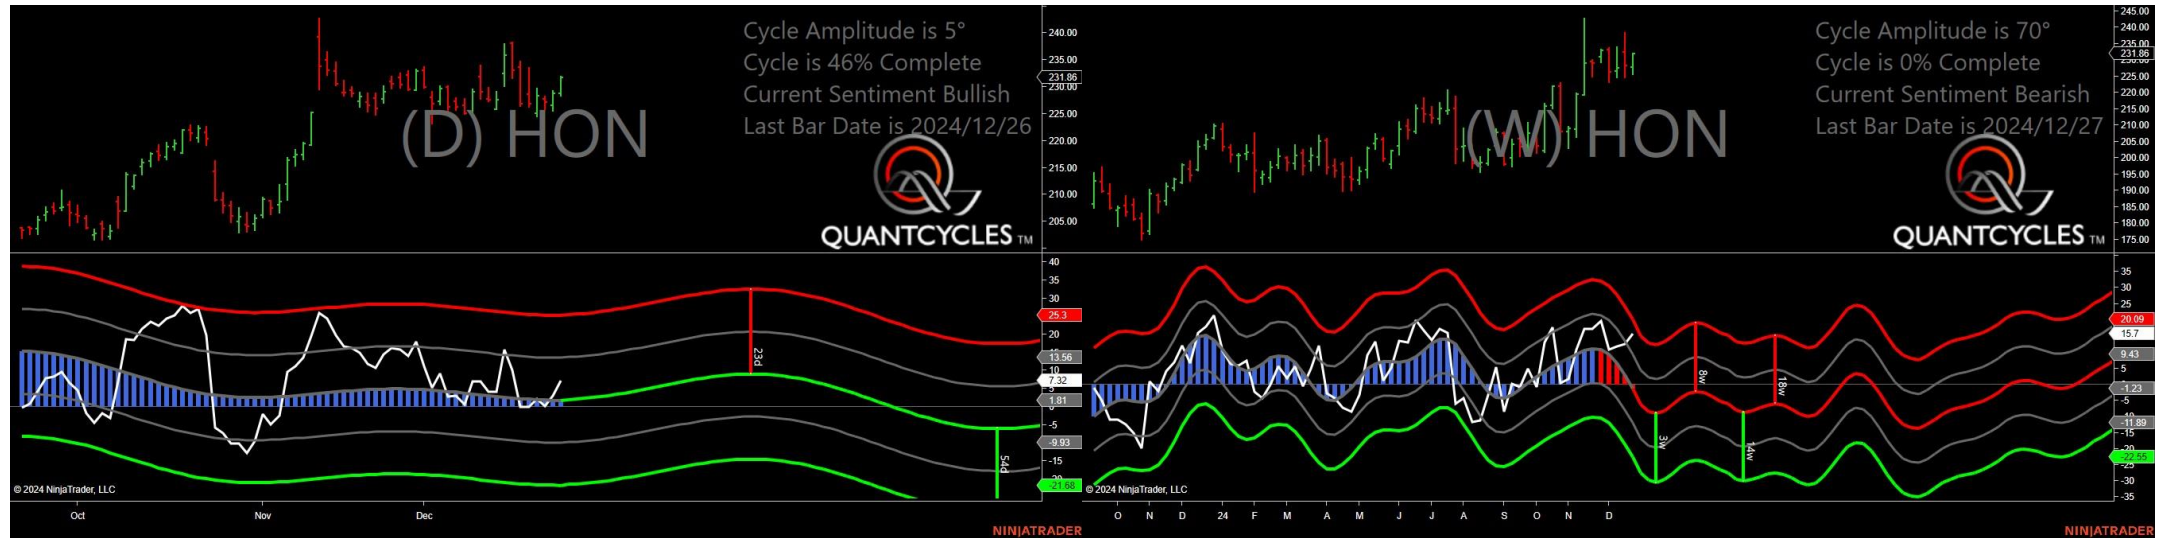 Cycle Amplitude is 5°
Cycle is 46% Complete
Current Sentiment Bullish
Last Bar Date is 2024/12/26
(D) HON
QUANTCYCLES TM
240.00
235.00
231.86
230.00
225.00
220.00
215.00
210.00
205.00
40
35
30
25.3
20
13.56
10
7.32
1.81
-5
-9.93
-15
-21.68
23d
54d
© 2024 NinjaTrader, LLC
Oct
Nov
Dec
NINJATRADER
Cycle Amplitude is 70°
Cycle is 0% Complete
Current Sentiment Bearish
Last Bar Date is 2024/12/27
(W) HON
QUANTCYCLES TM
245.00
240.00
235.00
231.86
225.00
220.00
215.00
210.00
205.00
200.00
195.00
190.00
185.00
180.00
175.00
35
30
25
20.09
15.7
9.43
5
-1.23
-5
-11.89
-15
-22.55
-25
-30
-35
8w
18w
3w
14w
© 2024 NinjaTrader, LLC
O N D 24 F M A M J J A S O N D
NINJATRADER